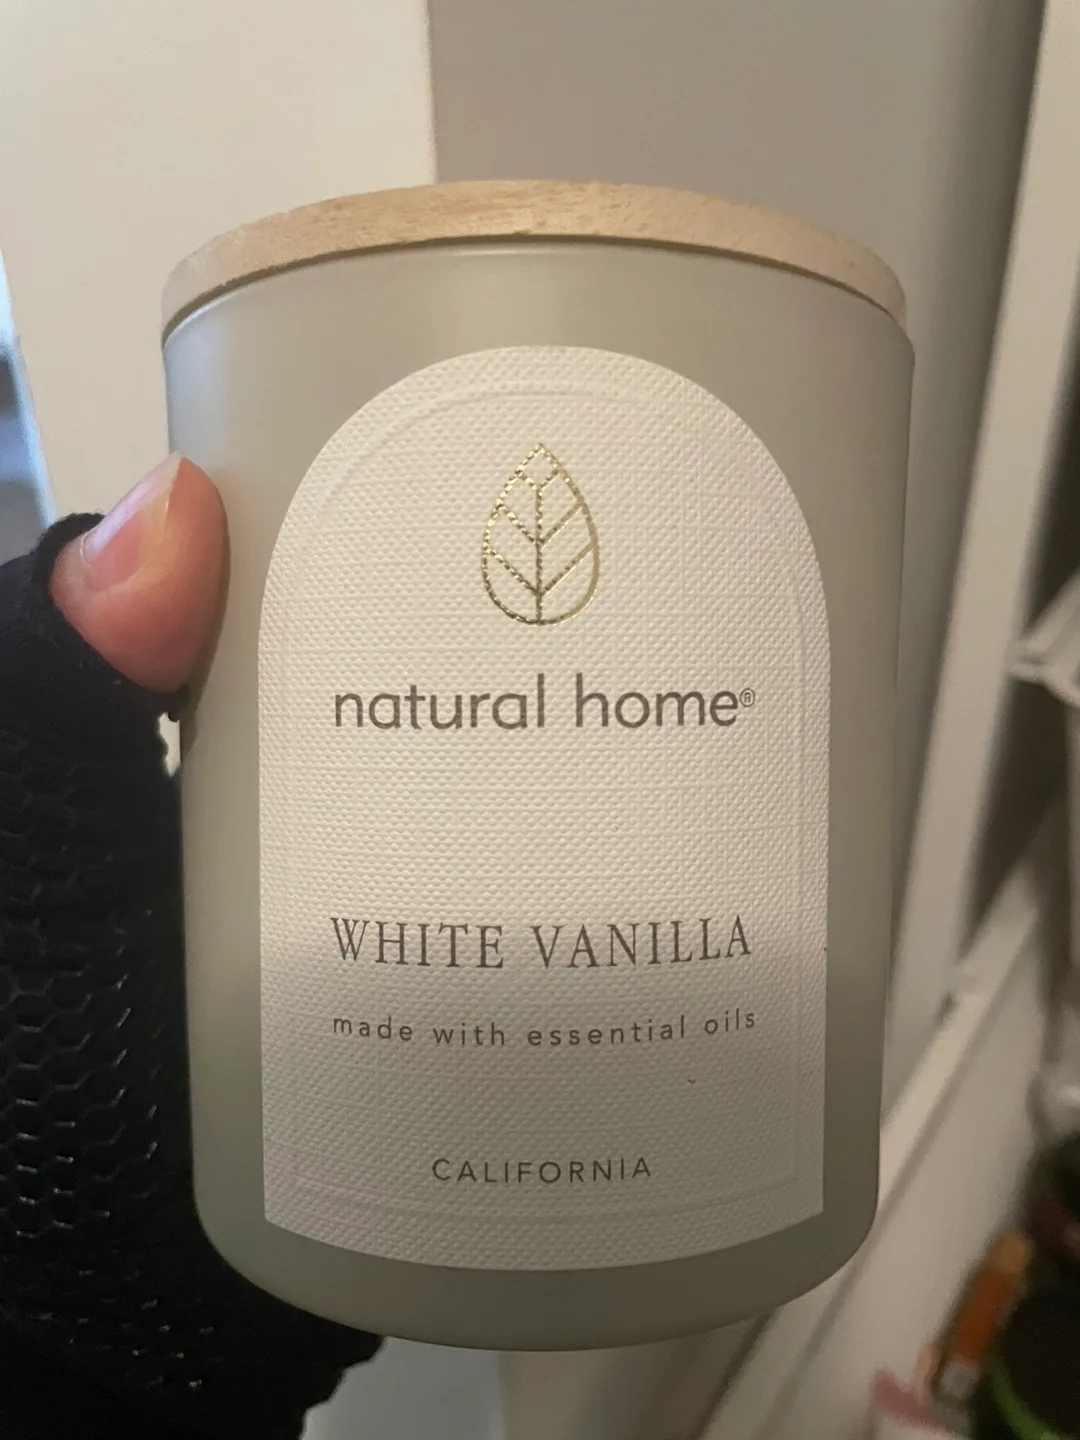 natural home®
WHITE VANILLA
made with essential oils
CALIFORNIA